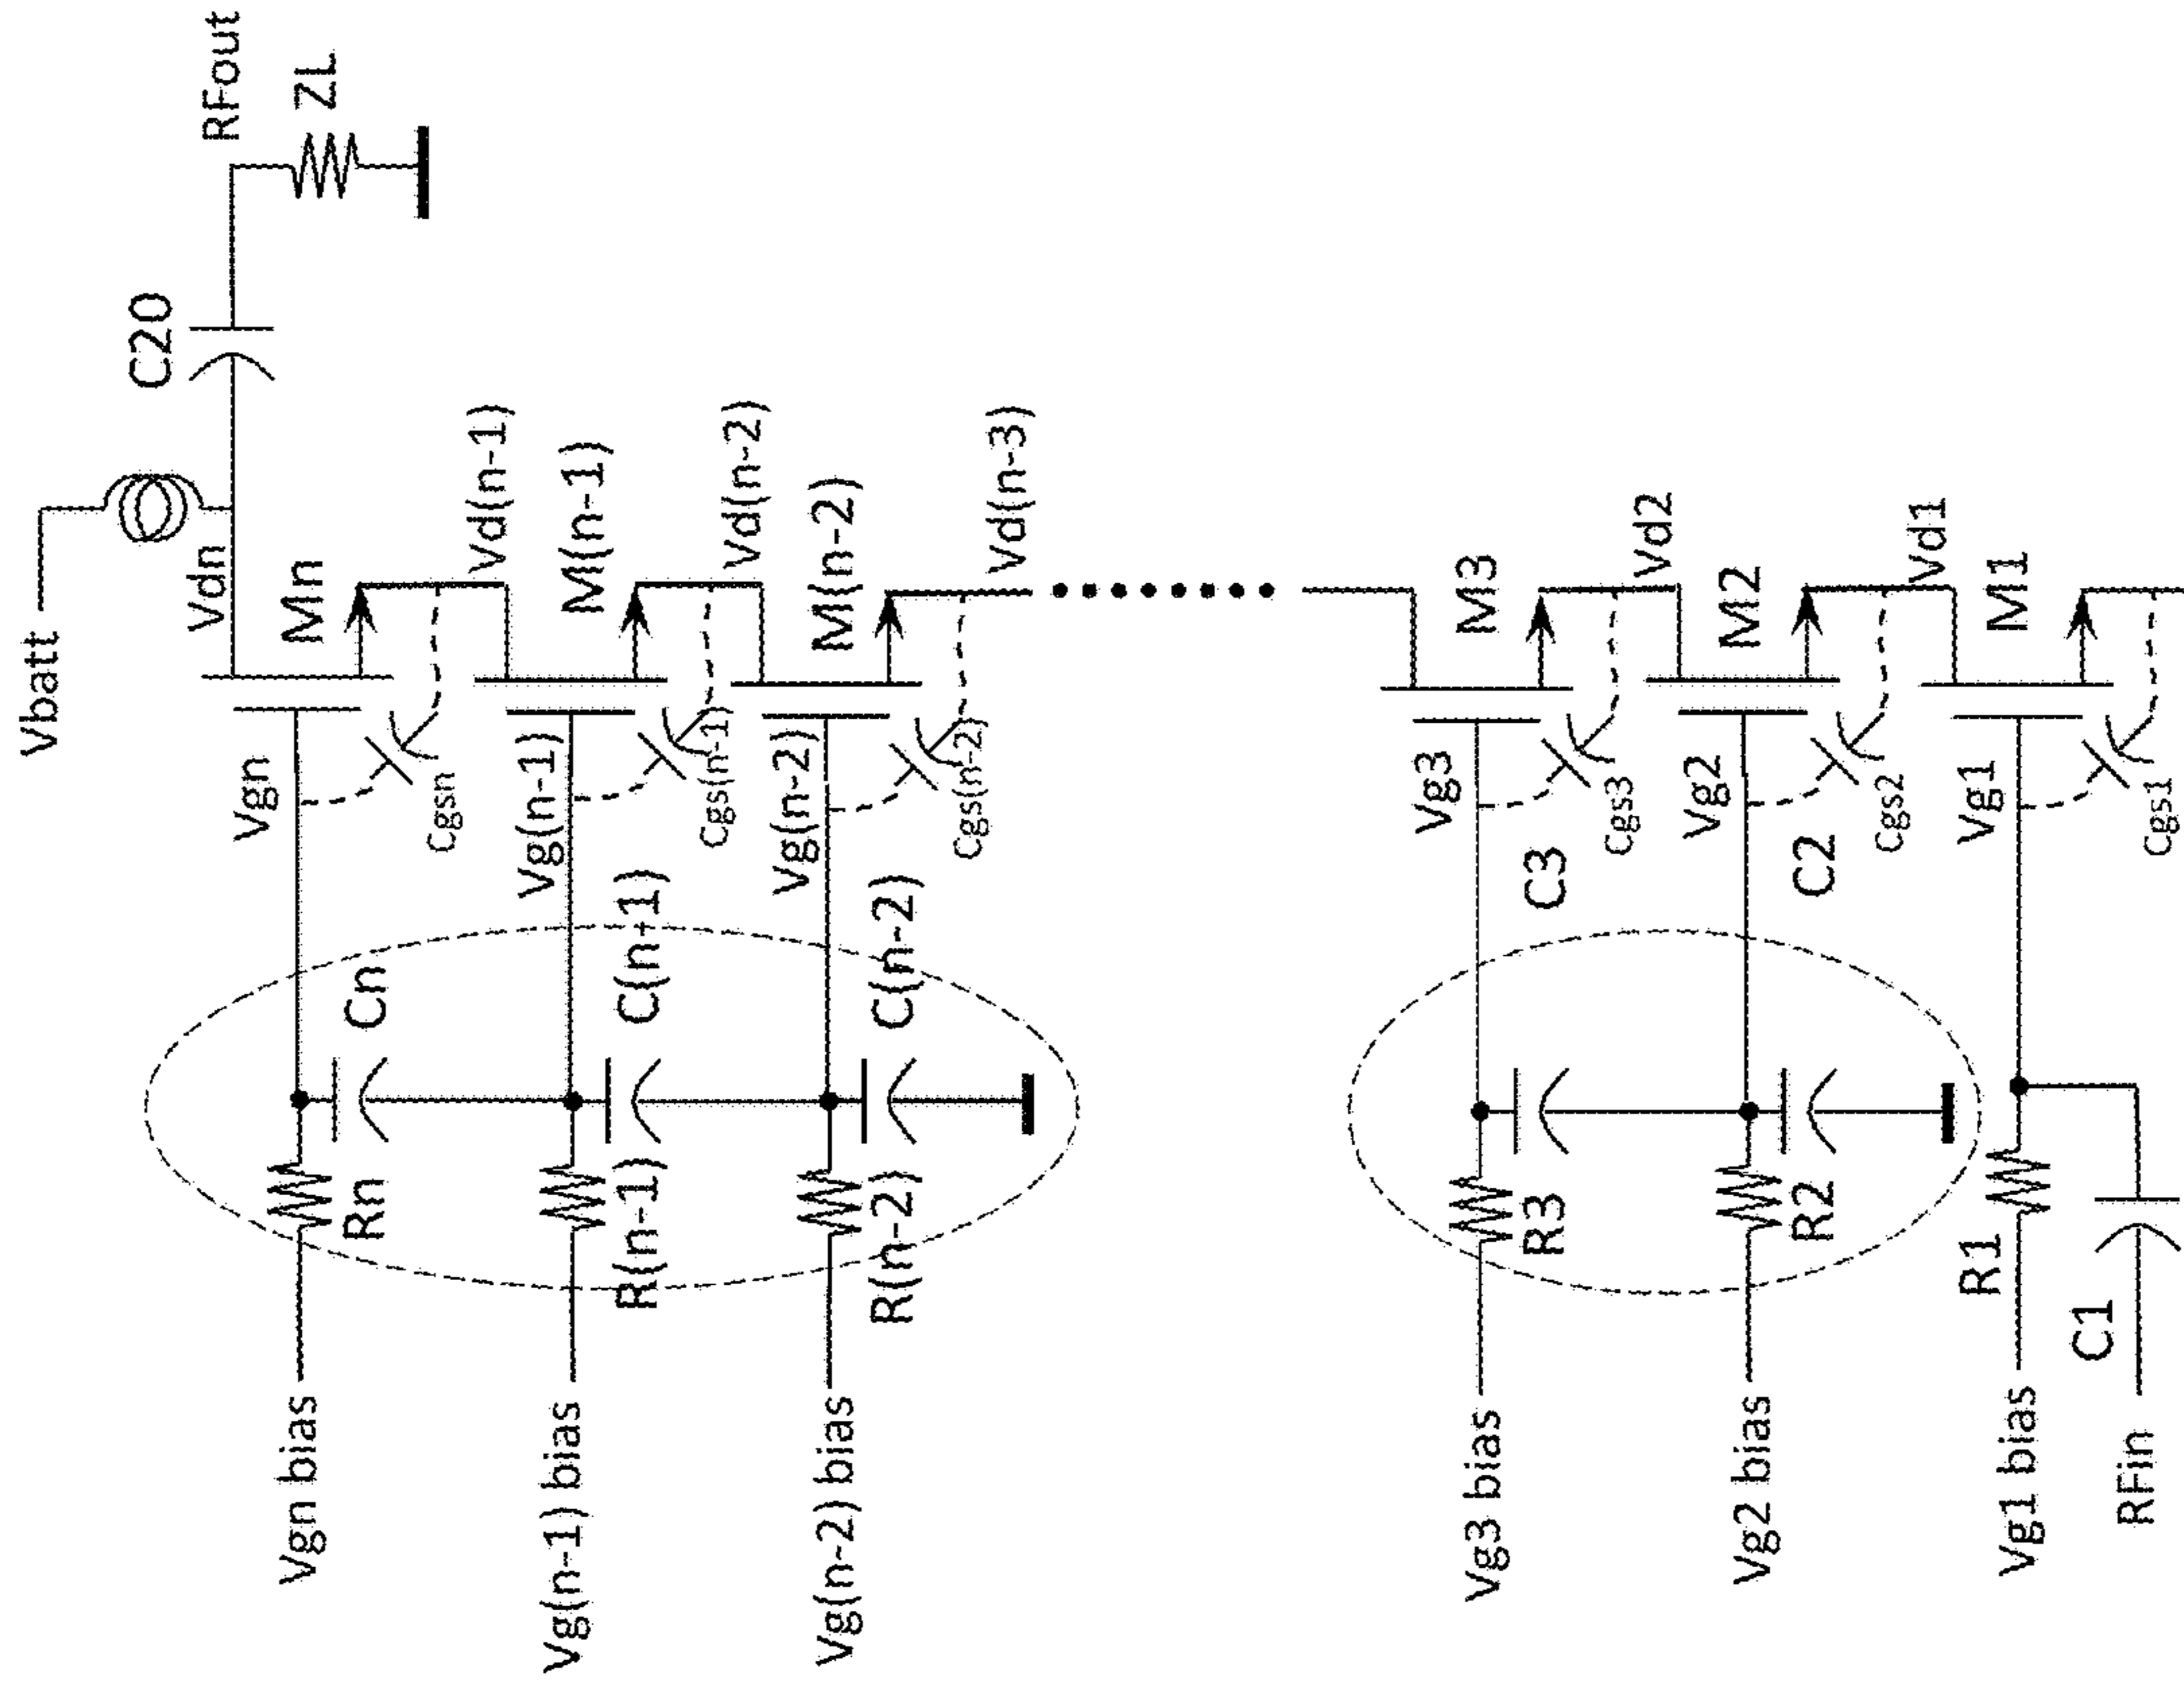 Vbatt
C20
RFout
ZL
Vdn
Mn
Vgn
Cgsn
Vd(n-1)
Vgn bias
Rn
Cn
M(n-1)
Vg(n-1)
Cgs(n-1)
Vd(n-2)
Vg(n-1) bias
R(n-1)
C(n+1)
M(n-2)
Vg(n-2)
Cgs(n-2)
Vd(n-3)
Vg(n-2) bias
R(n-2)
C(n-2)
M3
Vg3
Cgs3
Vd2
Vg3 bias
R3
C3
M2
Vg2
Cgs2
Vd1
Vg2 bias
R2
C2
M1
Vg1
Cgs1
Vg1 bias
R1
C1
RFin